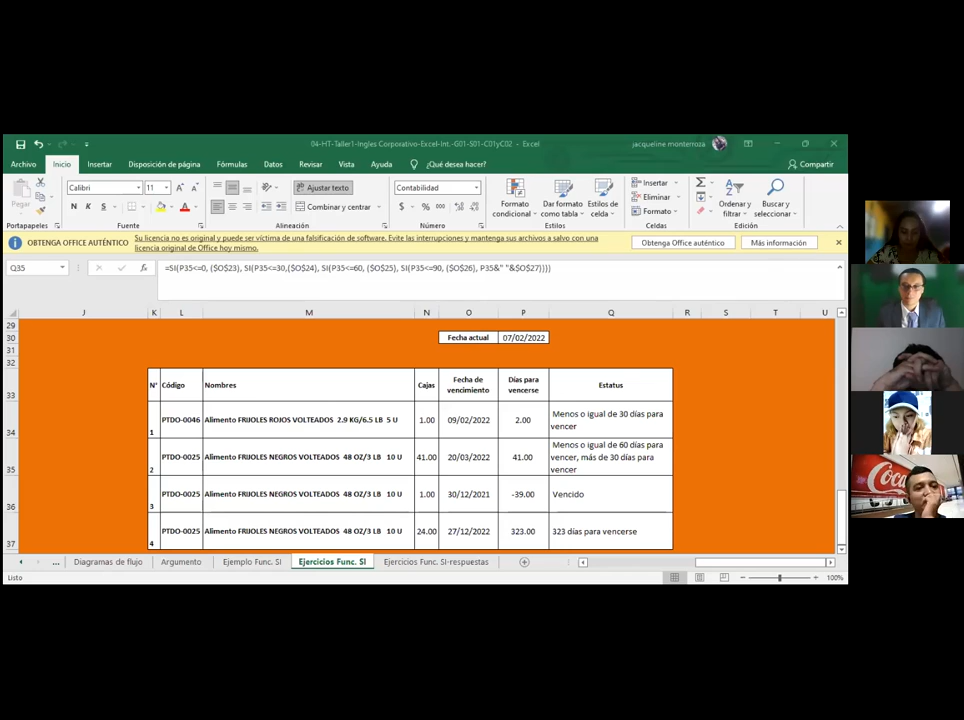 04-HT-Taller1-Ingles Corporativo-Excel-Int.-G01-S01-C01yC02 - Excel
jacqueline monterroza
Archivo Inicio Insertar Disposición de página Fórmulas Datos Revisar Vista Ayuda ¿Qué desea hacer? Compartir
Pegar
Calibri 11
N K S
Ajustar texto
Combinar y centrar
Contabilidad
$ % 000
Formato condicional
Dar formato como tabla
Estilos de celda
Insertar
Eliminar
Formato
Ordenar y filtrar
Buscar y seleccionar
Portapapeles Fuente Alineación Número Estilos Celdas Edición
OBTENGA OFFICE AUTÉNTICO Su licencia no es original y puede ser víctima de una falsificación de software. Evite las interrupciones y mantenga sus archivos a salvo con una
licencia original de Office hoy mismo.
Obtenga Office auténtico Más información
Q35 =SI(P35<=0, ($O$23), SI(P35<=30,($O$24), SI(P35<=60, ($O$25), SI(P35<=90, ($O$26), P35&" "&$O$27))))
J K L M N O P Q R S T U
29
30 Fecha actual 07/02/2022
31
32
33 N° Código Nombres Cajas Fecha de vencimiento Días para vencerse Estatus
34 1 PTDO-0046 Alimento FRIJOLES ROJOS VOLTEADOS 2.9 KG/6.5 LB 5 U 1.00 09/02/2022 2.00 Menos o igual de 30 días para vencer
35 2 PTDO-0025 Alimento FRIJOLES NEGROS VOLTEADOS 48 OZ/3 LB 10 U 41.00 20/03/2022 41.00 Menos o igual de 60 días para vencer, más de 30 días para vencer
36 3 PTDO-0025 Alimento FRIJOLES NEGROS VOLTEADOS 48 OZ/3 LB 10 U 1.00 30/12/2021 -39.00 Vencido
37 4 PTDO-0025 Alimento FRIJOLES NEGROS VOLTEADOS 48 OZ/3 LB 10 U 24.00 27/12/2022 323.00 323 días para vencerse
... Diagramas de flujo Argumento Ejemplo Func. SI Ejercicios Func. SI Ejercicios Func. SI-respuestas
Listo 100%
Coca